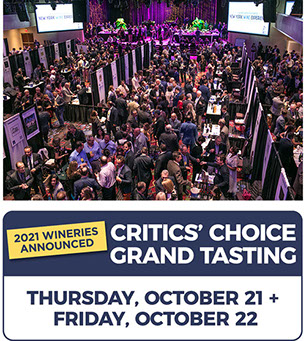 2021 WINERIES
ANNOUNCED
CRITICS' CHOICE
GRAND TASTING
THURSDAY, OCTOBER 21 +
FRIDAY, OCTOBER 22